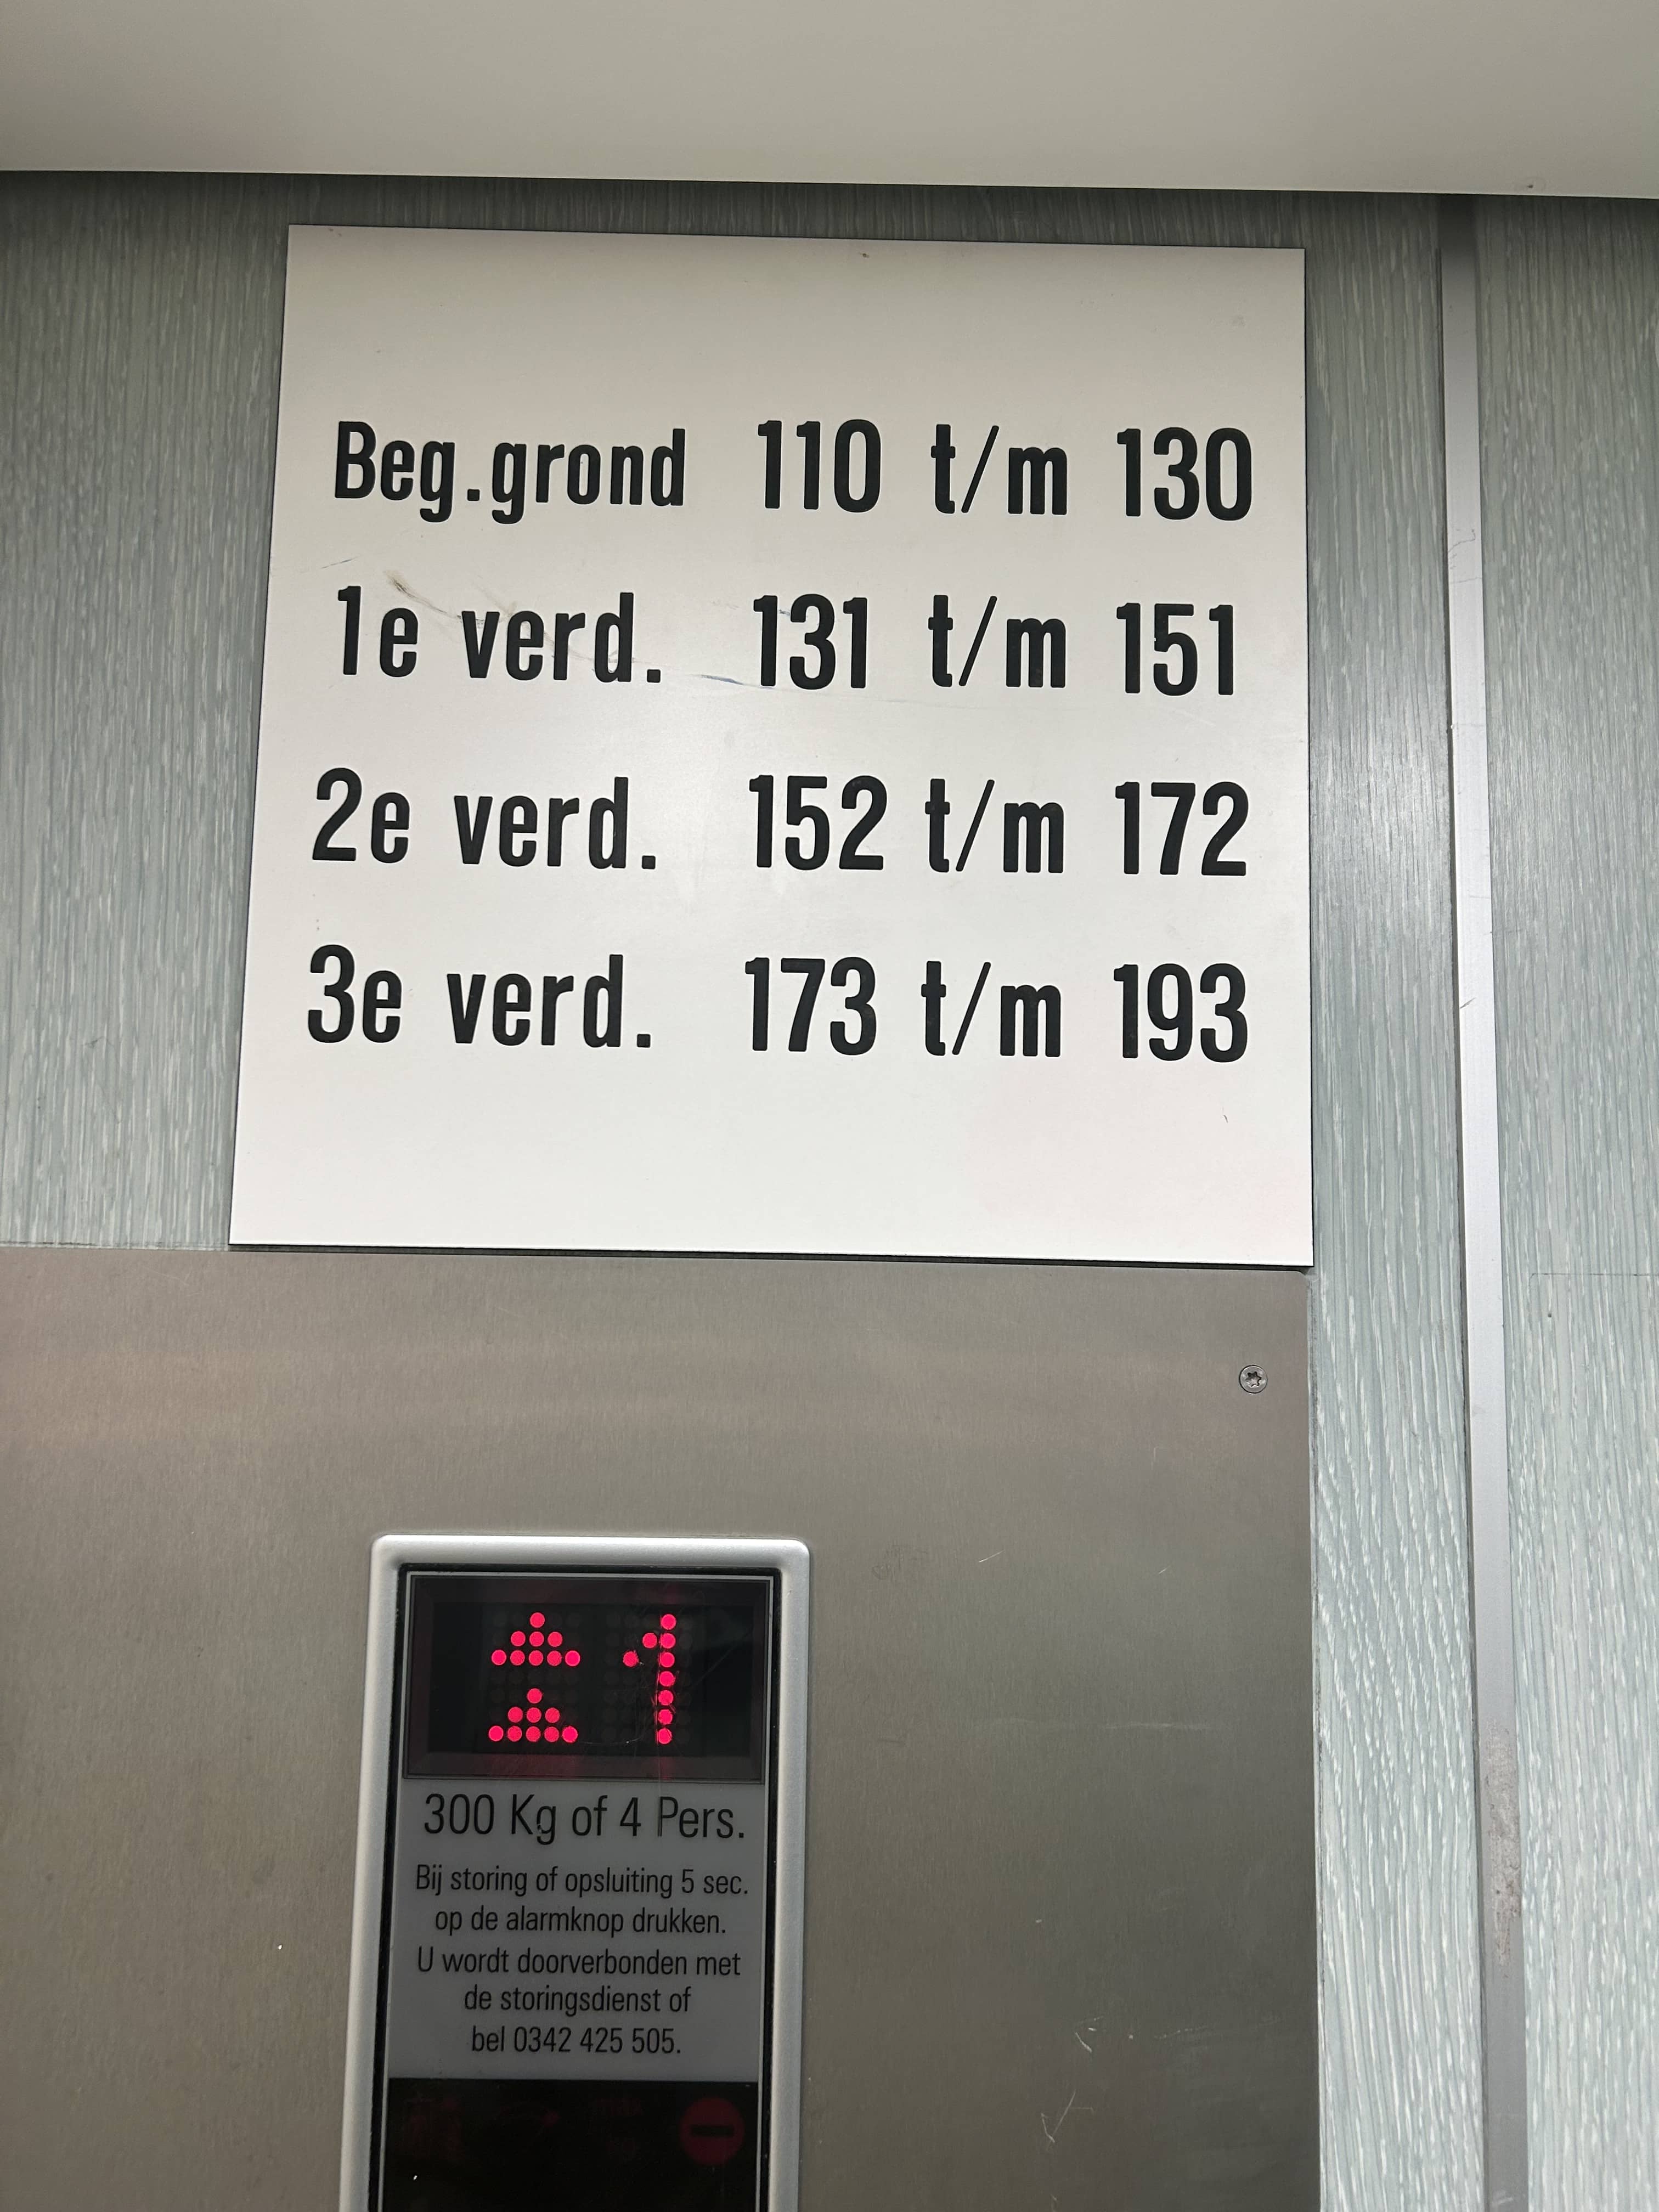 Beg.grond 110 t/m 130
1e verd. 131 t/m 151
2e verd. 152 t/m 172
3e verd. 173 t/m 193
1
300 Kg of 4 Pers.
Bij storing of opsluiting 5 sec.
op de alarmknop drukken.
U wordt doorverbonden met
de storingsdienst of
bel 0342 425 505.